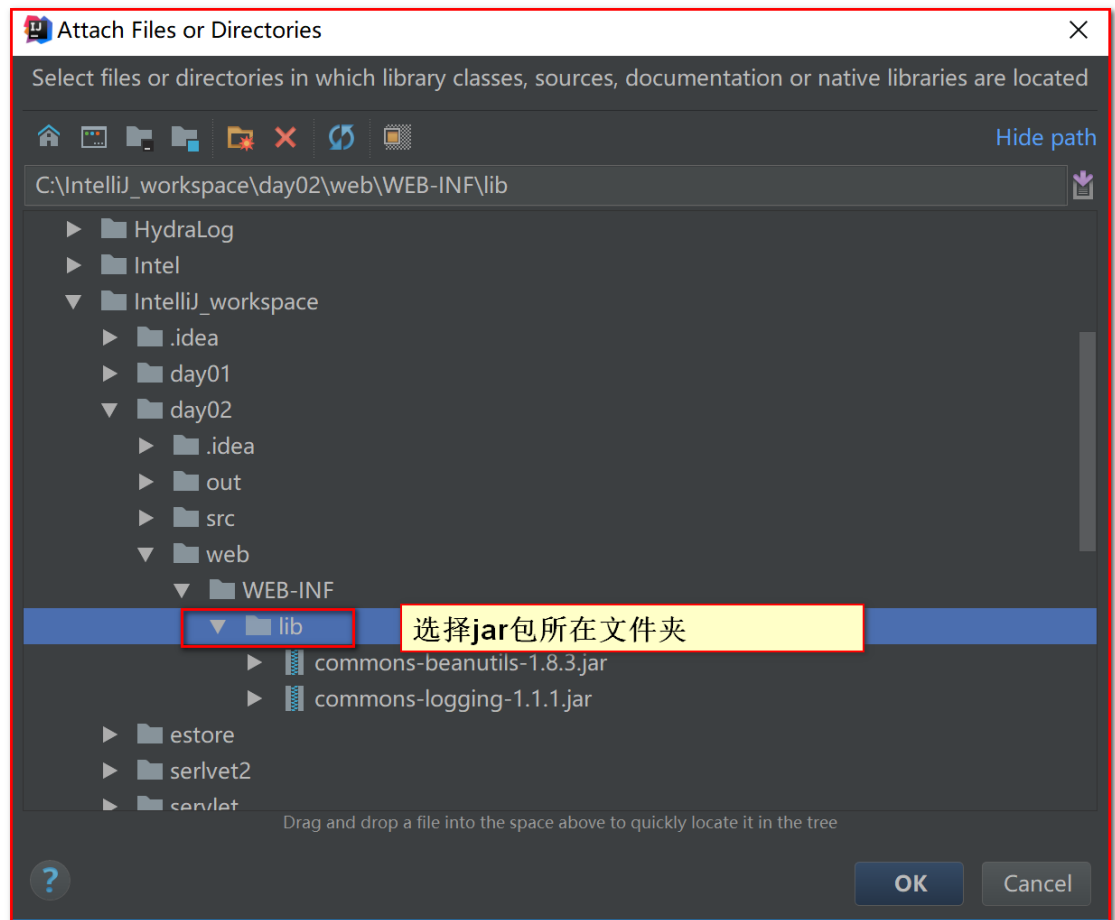 Attach Files or Directories
Select files or directories in which library classes, sources, documentation or native libraries are located
Hide path
C:\IntelliJ_workspace\day02\web\WEB-INF\lib
HydraLog
Intel
IntelliJ_workspace
.idea
day01
day02
.idea
out
src
web
WEB-INF
lib
选择jar包所在文件夹
commons-beanutils-1.8.3.jar
commons-logging-1.1.1.jar
estore
serlvet2
servlet
Drag and drop a file into the space above to quickly locate it in the tree
?
OK
Cancel